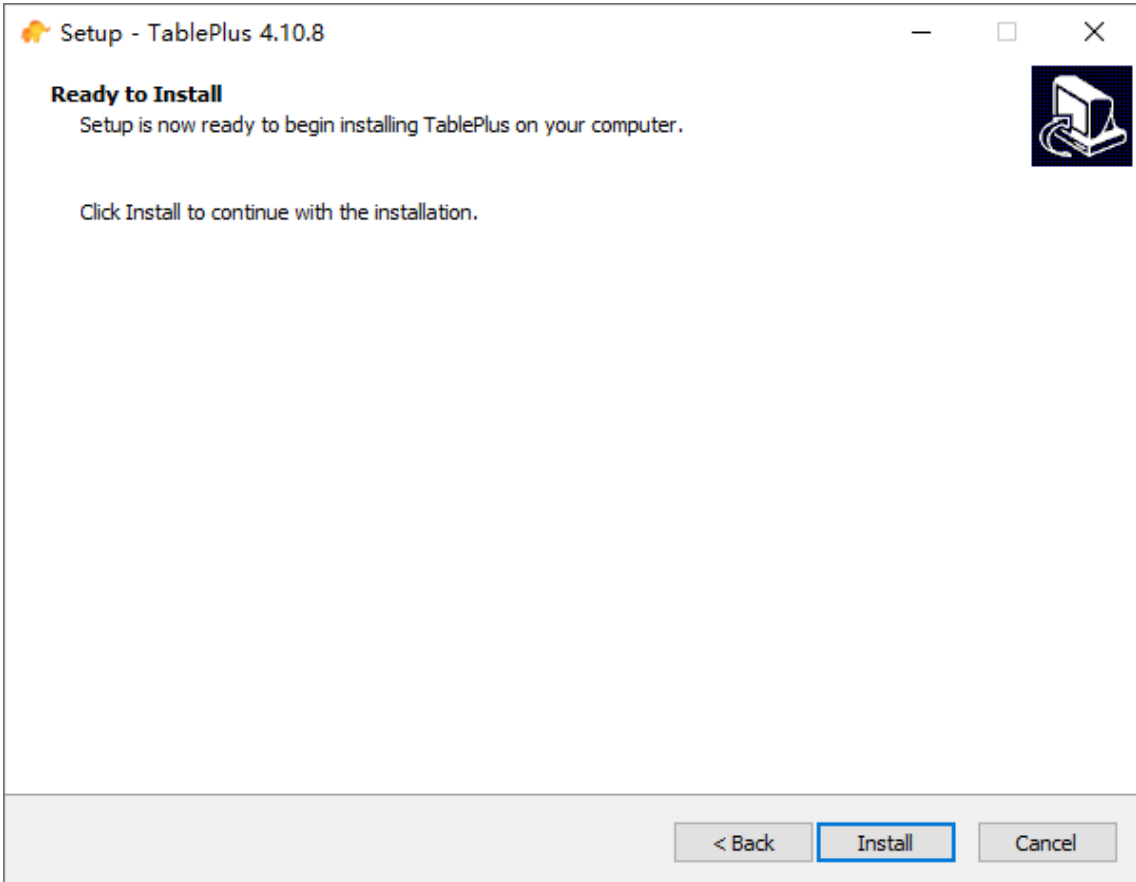 Setup - TablePlus 4.10.8
Ready to Install
Setup is now ready to begin installing TablePlus on your computer.
Click Install to continue with the installation.
< Back
Install
Cancel